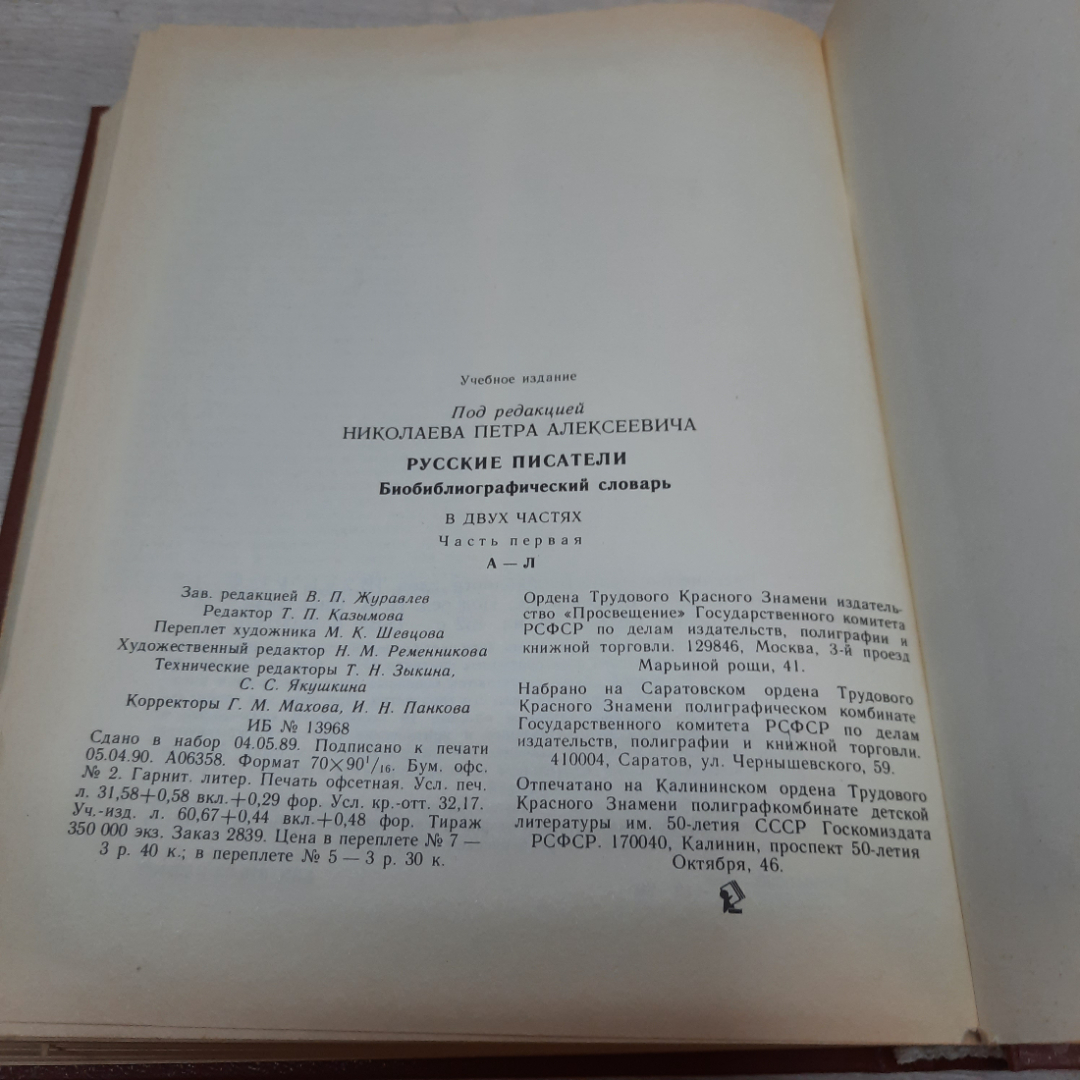 Учебное издание
Под редакцией
НИКОЛАЕВА ПЕТРА АЛЕКСЕЕВИЧА
РУССКИЕ ПИСАТЕЛИ
Биобиблиографический словарь
В ДВУХ ЧАСТЯХ
Часть первая
А — Л
Зав. редакцией В. П. Журавлев
Редактор Т. П. Казымова
Переплет художника М. К. Шевцова
Художественный редактор Н. М. Ременникова
Технические редакторы Т. Н. Зыкина,
С. С. Якушкина
Корректоры Г. М. Махова, И. Н. Панкова
ИБ № 13968
Сдано в набор 04.05.89. Подписано к печати
05.04.90. А06358. Формат 70×90¹/₁₆. Бум. офс.
№ 2. Гарнит. литер. Печать офсетная. Усл. печ.
л. 31,58+0,58 вкл.+0,29 фор. Усл. кр.-отт. 32,17.
Уч.-изд. л. 60,67+0,44 вкл.+0,48 фор. Тираж
350 000 экз. Заказ 2839. Цена в переплете № 7 —
3 р. 40 к.; в переплете № 5 — 3 р. 30 к.
Ордена Трудового Красного Знамени издатель-
ство «Просвещение» Государственного комитета
РСФСР по делам издательств, полиграфии и
книжной торговли. 129846, Москва, 3-й проезд
Марьиной рощи, 41.
Набрано на Саратовском ордена Трудового
Красного Знамени полиграфическом комбинате
Государственного комитета РСФСР по делам
издательств, полиграфии и книжной торговли.
410004, Саратов, ул. Чернышевского, 59.
Отпечатано на Калининском ордена Трудового
Красного Знамени полиграфкомбинате детской
литературы им. 50-летия СССР Госкомиздата
РСФСР. 170040, Калинин, проспект 50-летия
Октября, 46.